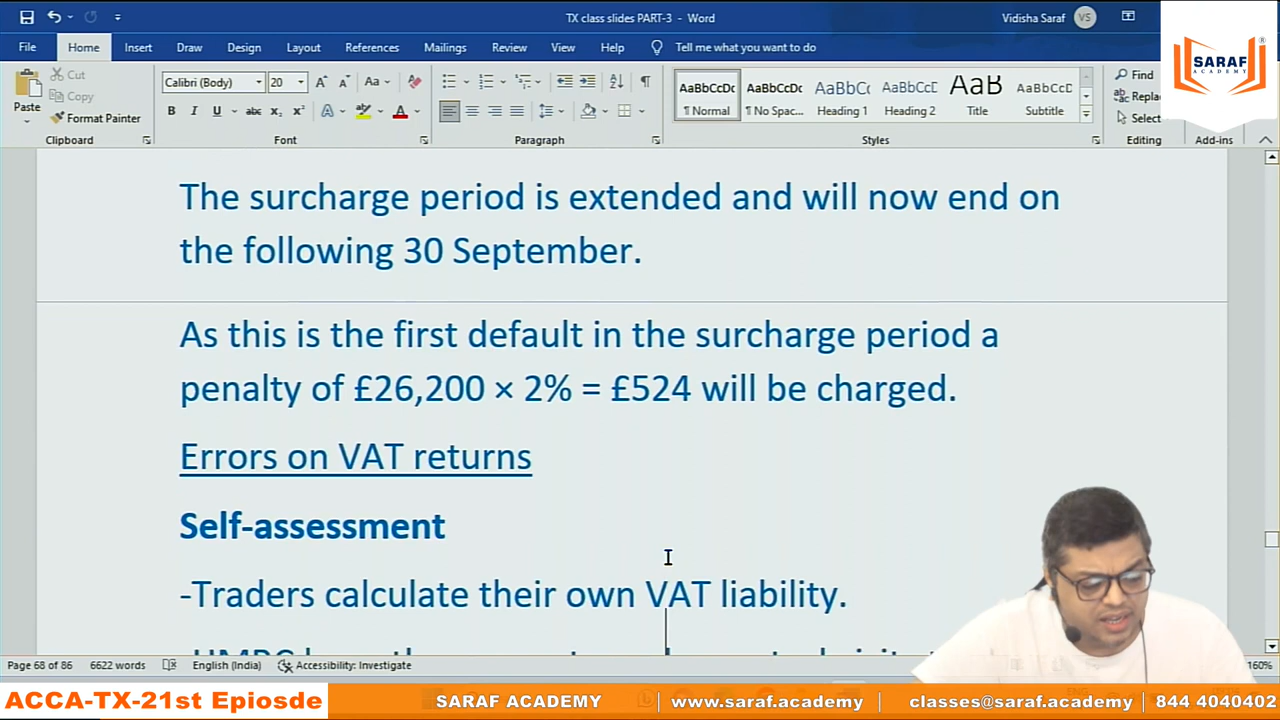 TX class slides PART-3 - Word
Vidisha Saraf VS
File Home Insert Draw Design Layout References Mailings Review View Help Tell me what you want to do
SARAF
ACADEMY
Paste
Cut
Copy
Format Painter
Clipboard
Calibri (Body) 20
Font
Paragraph
AaBbCcDc AaBbCcDc AaBbCc AaBbCcD AaB AaBbCcD
¶ Normal ¶ No Spac... Heading 1 Heading 2 Title Subtitle
Styles
Find
Replac
Select
Editing
Add-ins
The surcharge period is extended and will now end on
the following 30 September.
As this is the first default in the surcharge period a
penalty of £26,200 × 2% = £524 will be charged.
Errors on VAT returns
Self-assessment
-Traders calculate their own VAT liability.
Page 68 of 86 6622 words English (India) Accessibility: Investigate 160%
ACCA-TX-21st Epiosde
SARAF ACADEMY | www.saraf.academy | classes@saraf.academy | 844 4040402